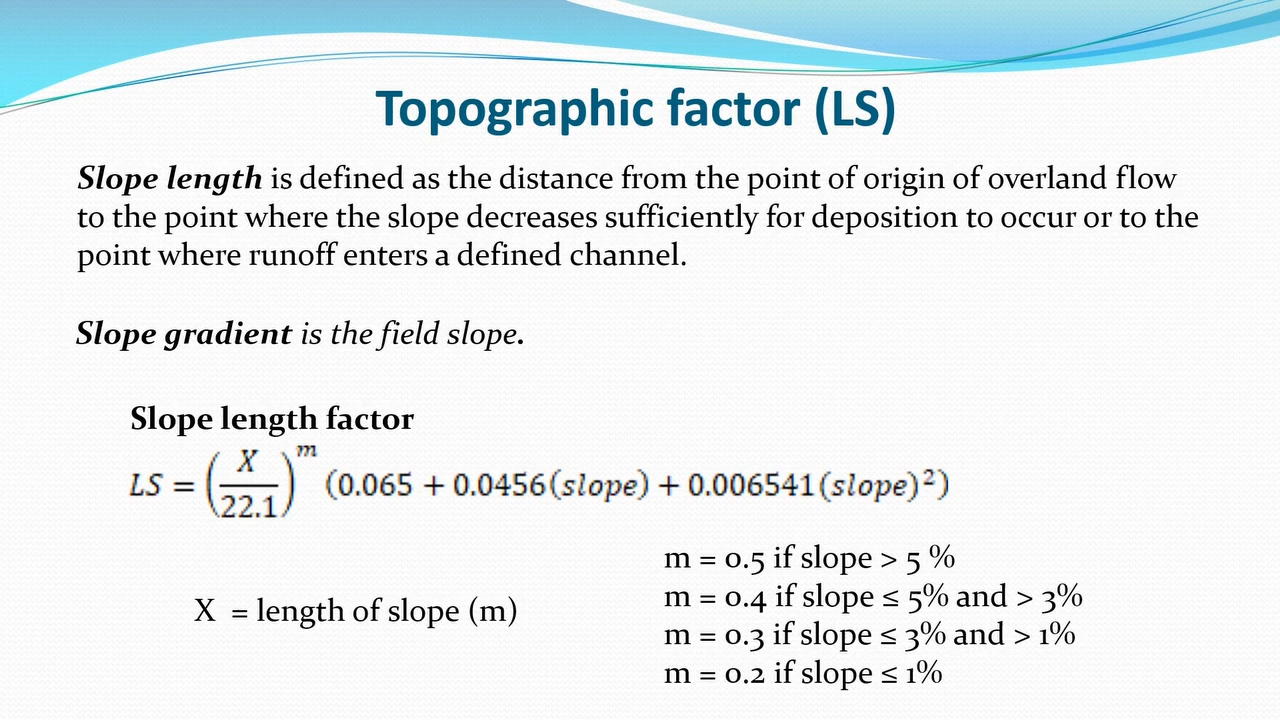 Topographic factor (LS)
Slope length is defined as the distance from the point of origin of overland flow
to the point where the slope decreases sufficiently for deposition to occur or to the
point where runoff enters a defined channel.
Slope gradient is the field slope.
Slope length factor
LS = (X/22.1)^m (0.065 + 0.0456(slope) + 0.006541(slope)²)
X = length of slope (m)
m = 0.5 if slope > 5 %
m = 0.4 if slope ≤ 5% and > 3%
m = 0.3 if slope ≤ 3% and > 1%
m = 0.2 if slope ≤ 1%